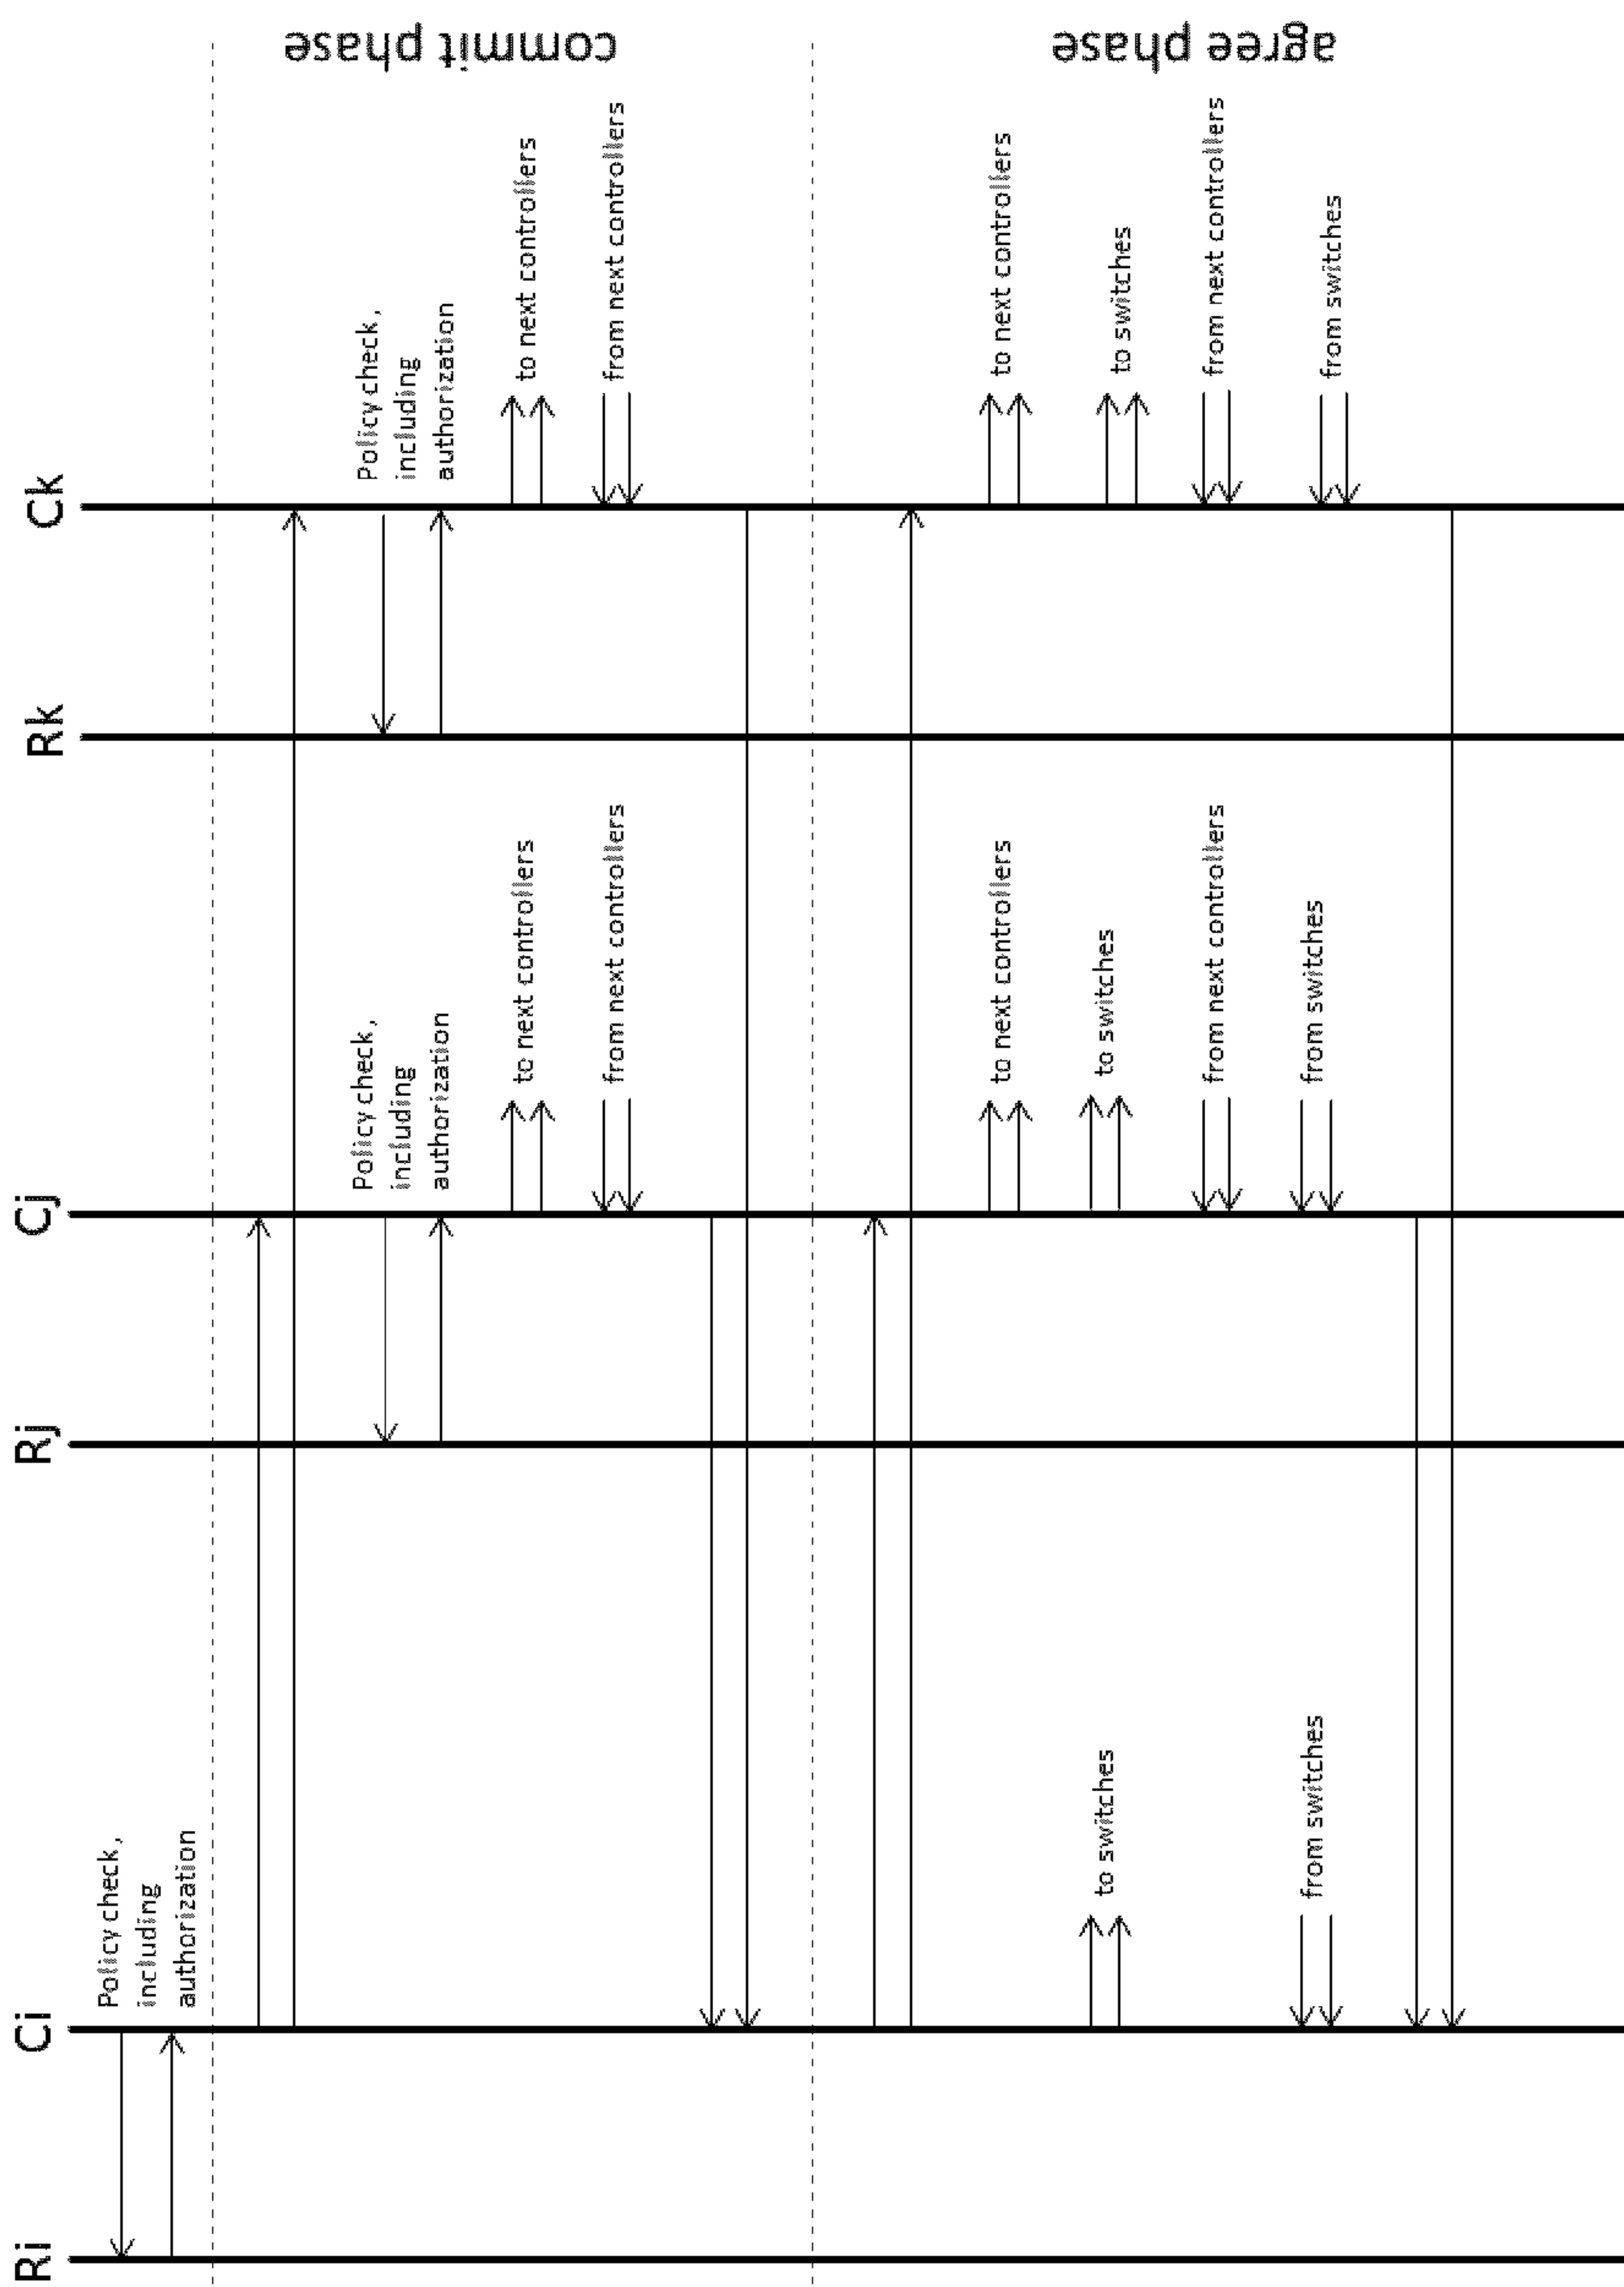 Ri
Ci
Rj
Cj
Rk
Ck
Policy check,
including
authorization
commit phase
Policy check,
including
authorization
Policy check,
including
authorization
to next controllers
to next controllers
from next controllers
from next controllers
agree phase
to next controllers
to next controllers
to switches
to switches
to switches
from next controllers
from next controllers
from switches
from switches
from switches